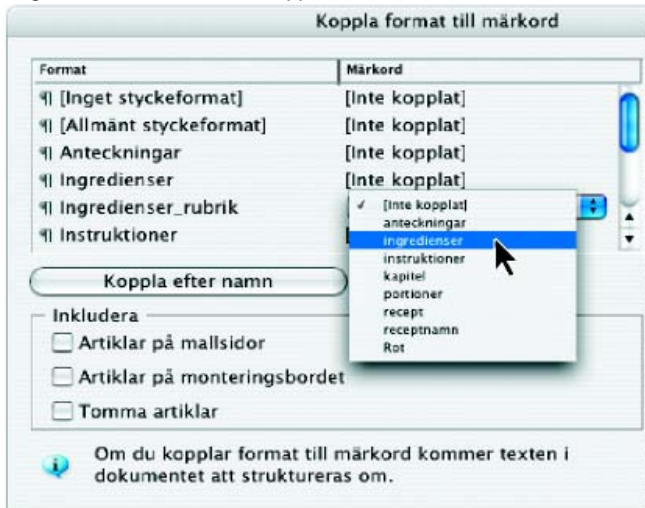 Koppla format till märkord
Format Märkord
[Inget styckeformat] [Inte kopplat]
[Allmänt styckeformat] [Inte kopplat]
Anteckningar [Inte kopplat]
Ingredienser [Inte kopplat]
Ingredienser_rubrik
Instruktioner
✓ [Inte kopplat]
anteckningar
ingredienser
instruktioner
kapitel
portioner
recept
receptnamn
Rot
Koppla efter namn
Inkludera
Artiklar på mallsidor
Artiklar på monteringsbordet
Tomma artiklar
Om du kopplar format till märkord kommer texten i
dokumentet att struktureras om.